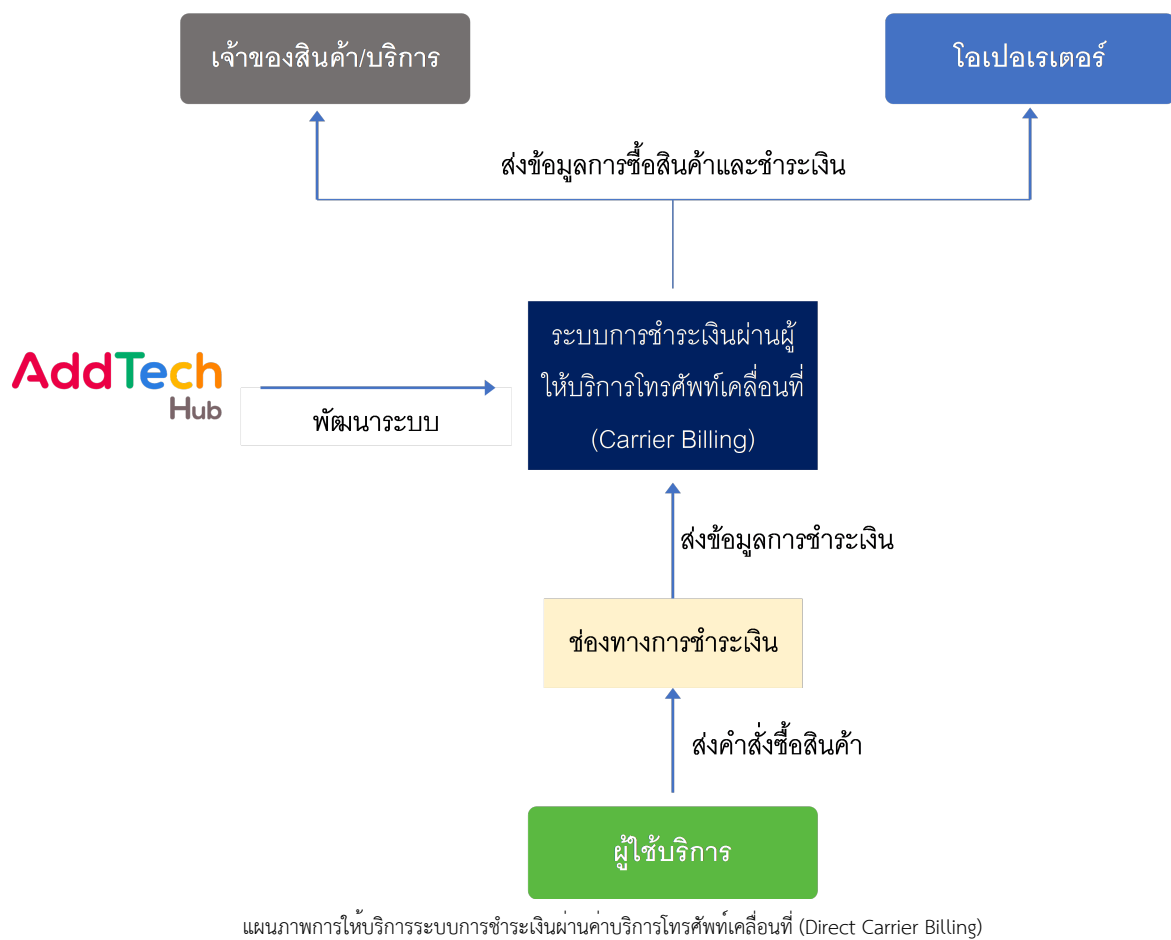 เจ้าของสินค้า/บริการ
โอเปอเรเตอร์
ส่งข้อมูลการซื้อสินค้าและชำระเงิน
ระบบการชำระเงินผ่านผู้
ให้บริการโทรศัพท์เคลื่อนที่
(Carrier Billing)
AddTech
Hub
พัฒนาระบบ
ส่งข้อมูลการชำระเงิน
ช่องทางการชำระเงิน
ส่งคำสั่งซื้อสินค้า
ผู้ใช้บริการ
แผนภาพการให้บริการระบบการชำระเงินผ่านค่าบริการโทรศัพท์เคลื่อนที่ (Direct Carrier Billing)